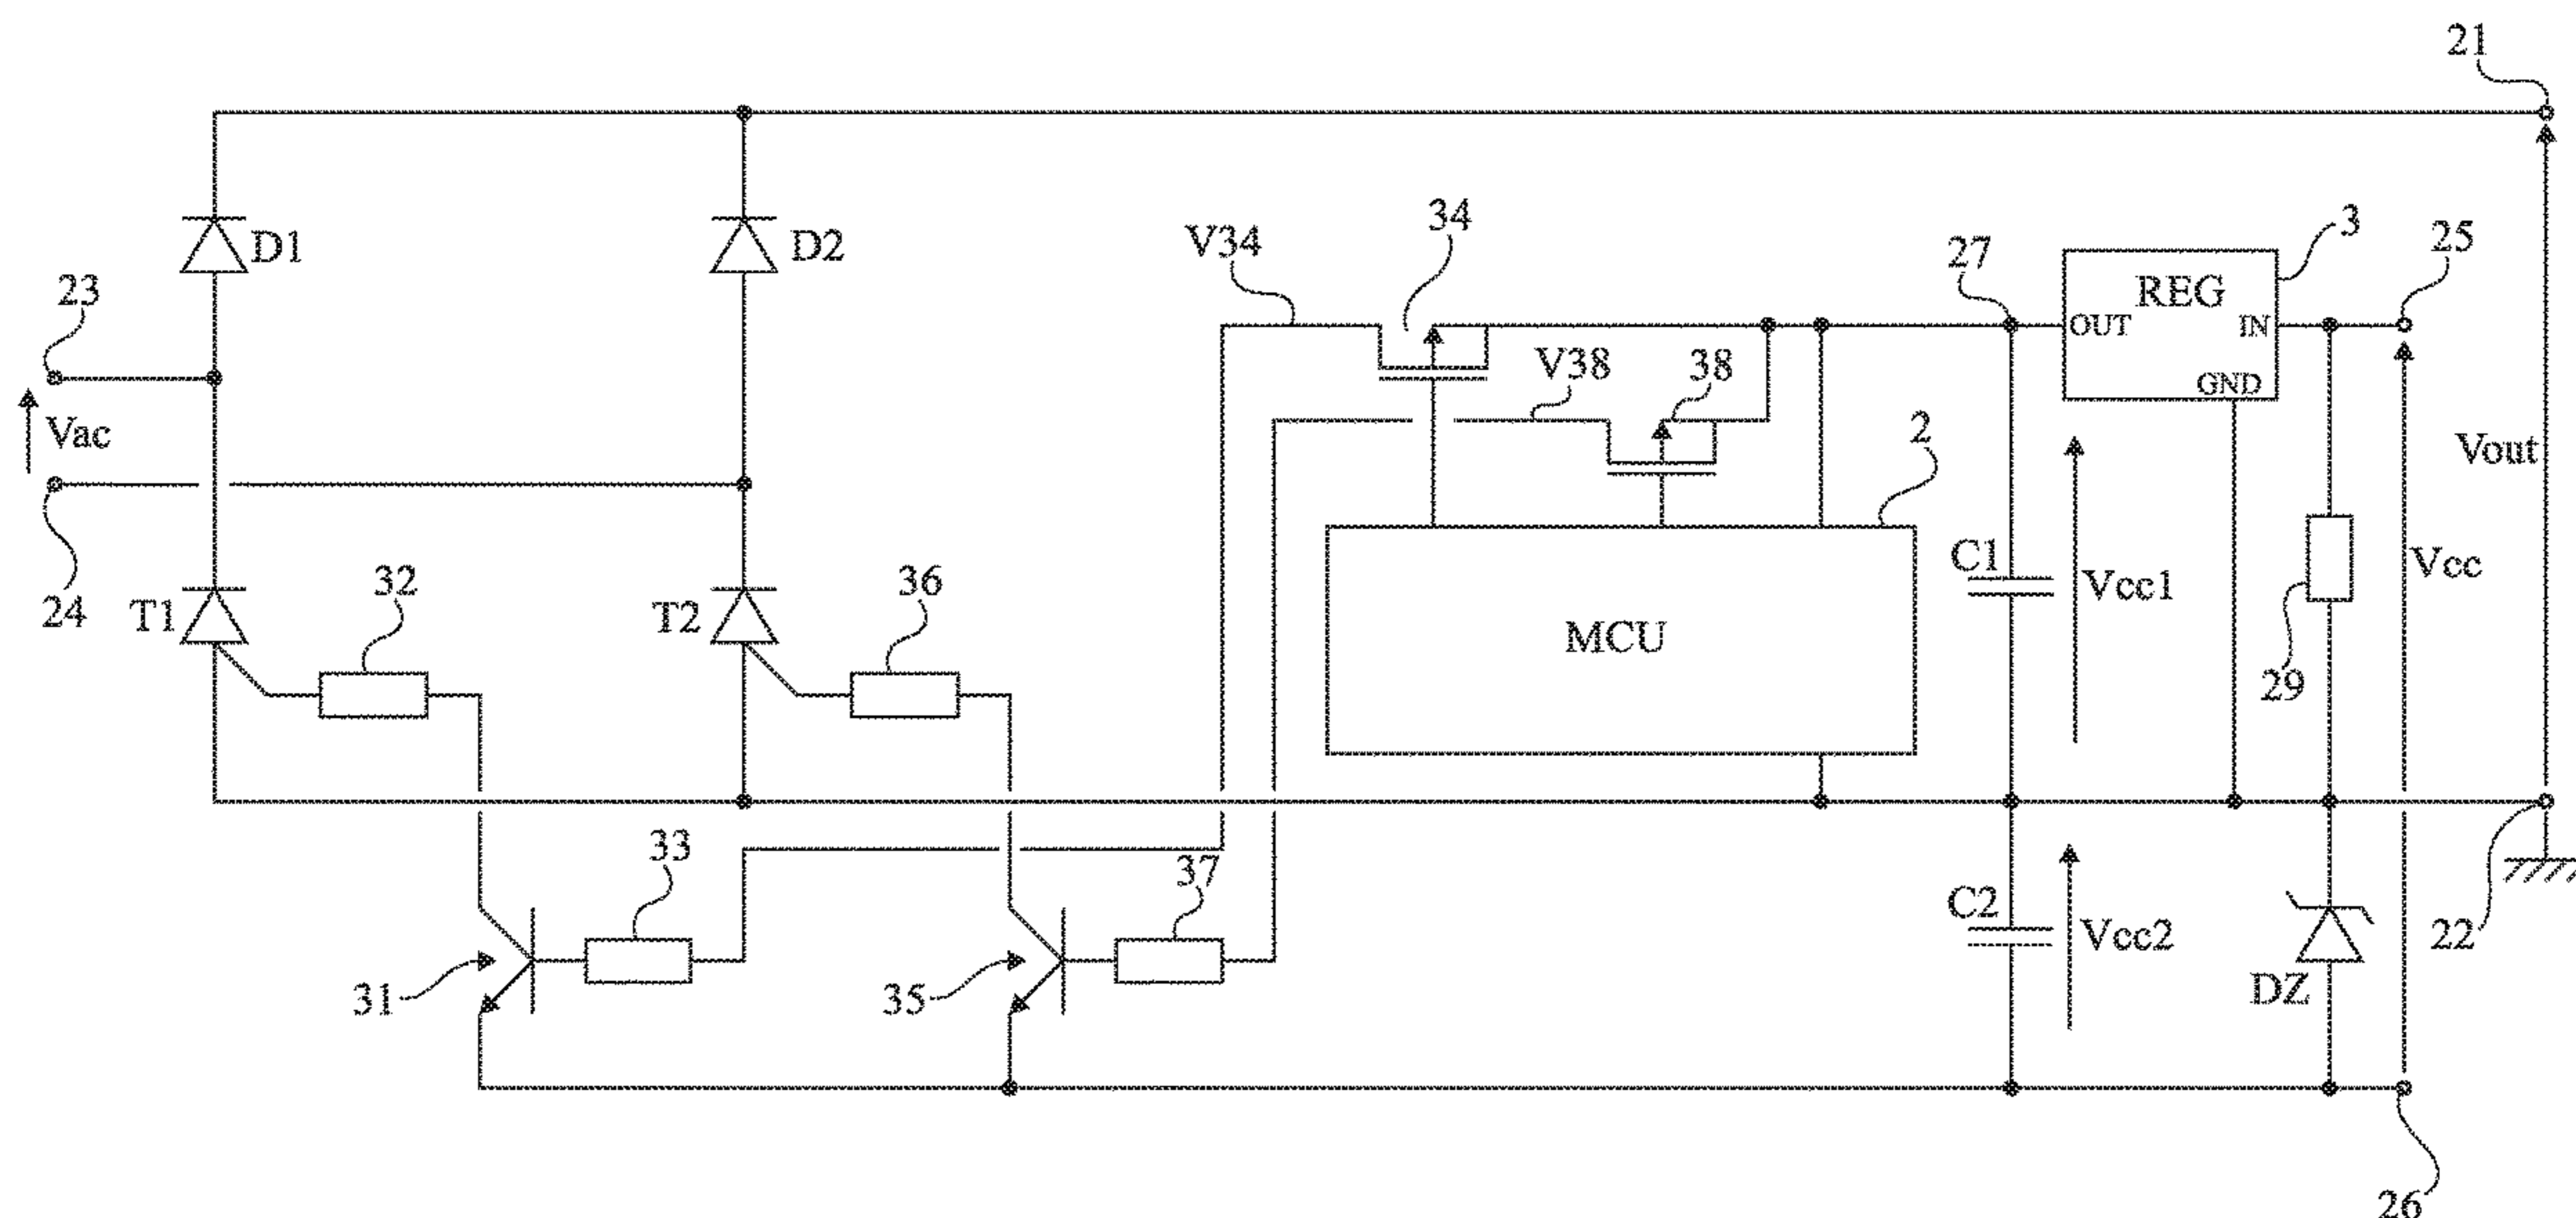 21
D1
D2
V34
34
27
REG
3
25
OUT
IN
GND
23
Vac
24
V38
38
2
Vout
T1
32
T2
36
MCU
C1
Vcc1
29
Vcc
33
37
31
35
C2
Vcc2
DZ
22
26